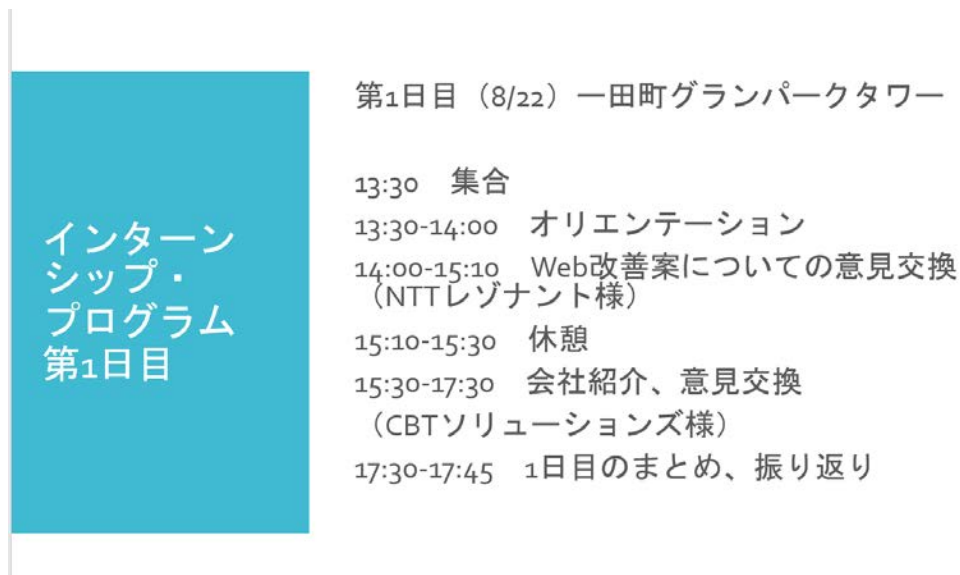 インターン
シップ・
プログラム
第1日目
第1日目（8/22）―田町グランパークタワー
13:30　集合
13:30-14:00　オリエンテーション
14:00-15:10　Web改善案についての意見交換
（NTTレゾナント様）
15:10-15:30　休憩
15:30-17:30　会社紹介、意見交換
（CBTソリューションズ様）
17:30-17:45　1日目のまとめ、振り返り